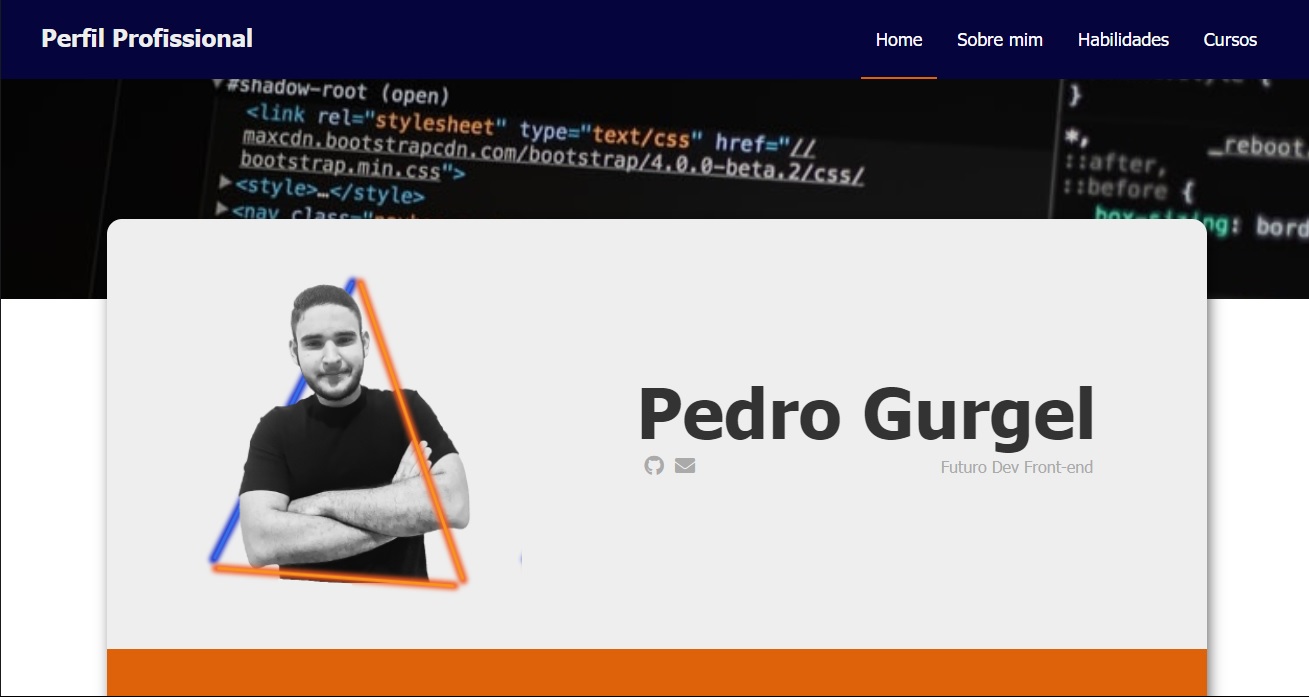 Perfil Profissional
Home Sobre mim Habilidades Cursos
#shadow-root (open)
<link rel="stylesheet" type="text/css" href="//
maxcdn.bootstrapcdn.com/bootstrap/4.0.0-beta.2/css/
bootstrap.min.css">
<style>…</style>
<nav class="
}
*, _reboot.
::after,
::before {
box-sizing: bord
Pedro Gurgel
Futuro Dev Front-end